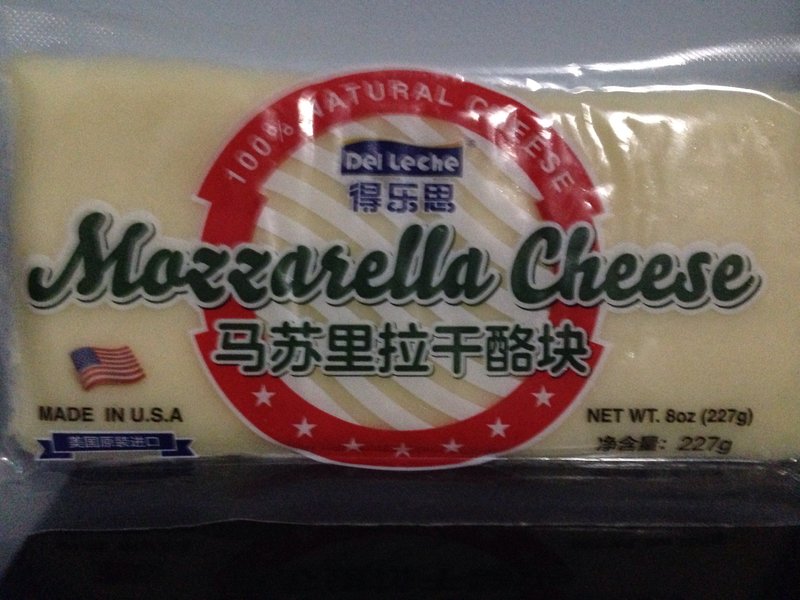 100% NATURAL CHEESE
Del Leche
得乐思
Mozzarella Cheese
马苏里拉干酪块
MADE IN U.S.A
美国原装进口
NET WT. 8oz (227g)
净含量: 227g